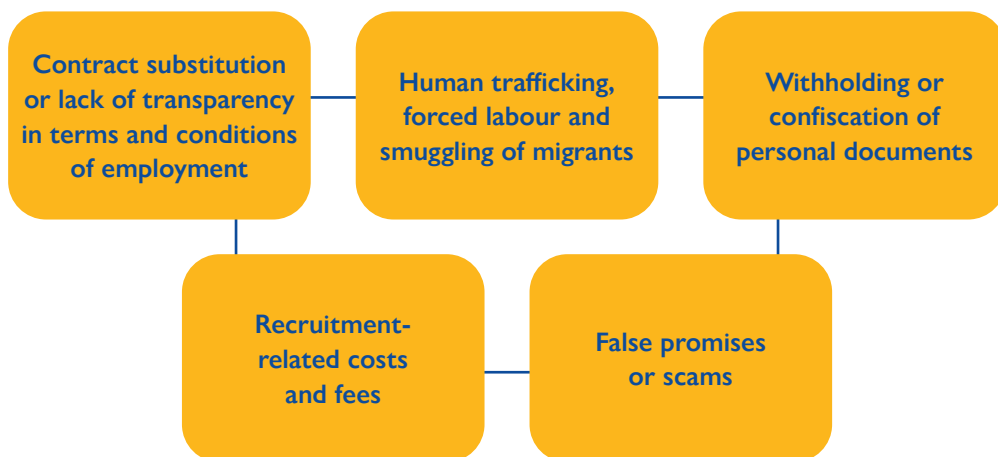 Contract substitution
or lack of transparency
in terms and conditions
of employment
Human trafficking,
forced labour and
smuggling of migrants
Withholding or
confiscation of
personal documents
Recruitment-
related costs
and fees
False promises
or scams